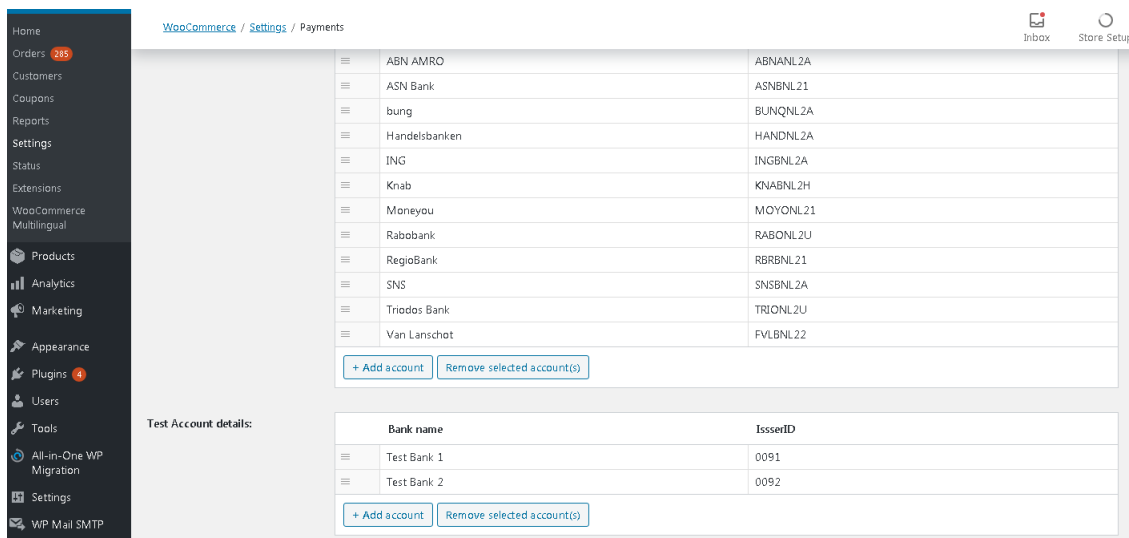 Home
Orders 285
Customers
Coupons
Reports
Settings
Status
Extensions
WooCommerce
Multilingual
Products
Analytics
Marketing
Appearance
Plugins 4
Users
Tools
All-in-One WP
Migration
Settings
WP Mail SMTP
WooCommerce / Settings / Payments
Inbox
Store Setup
ABN AMRO ABNANL2A
ASN Bank ASNBNL21
bunq BUNQNL2A
Handelsbanken HANDNL2A
ING INGBNL2A
Knab KNABNL2H
Moneyou MOYONL21
Rabobank RABONL2U
RegioBank RBRBNL21
SNS SNSBNL2A
Triodos Bank TRIONL2U
Van Lanschot FVLBNL22
+ Add account Remove selected account(s)
Test Account details:
Bank name IssserID
Test Bank 1 0091
Test Bank 2 0092
+ Add account Remove selected account(s)